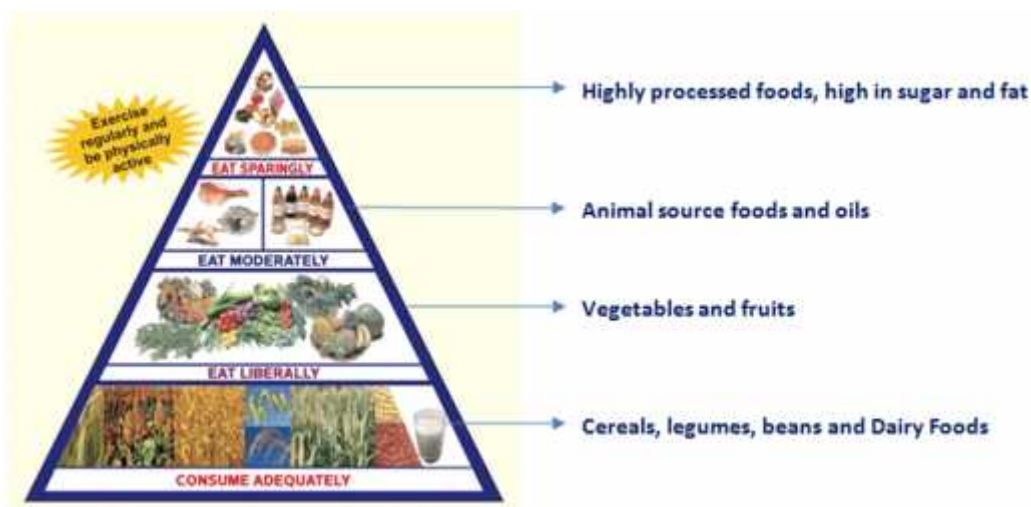 Exercise
regularly and
be physically
active
Highly processed foods, high in sugar and fat
EAT SPARINGLY
Animal source foods and oils
EAT MODERATELY
Vegetables and fruits
EAT LIBERALLY
Cereals, legumes, beans and Dairy Foods
CONSUME ADEQUATELY